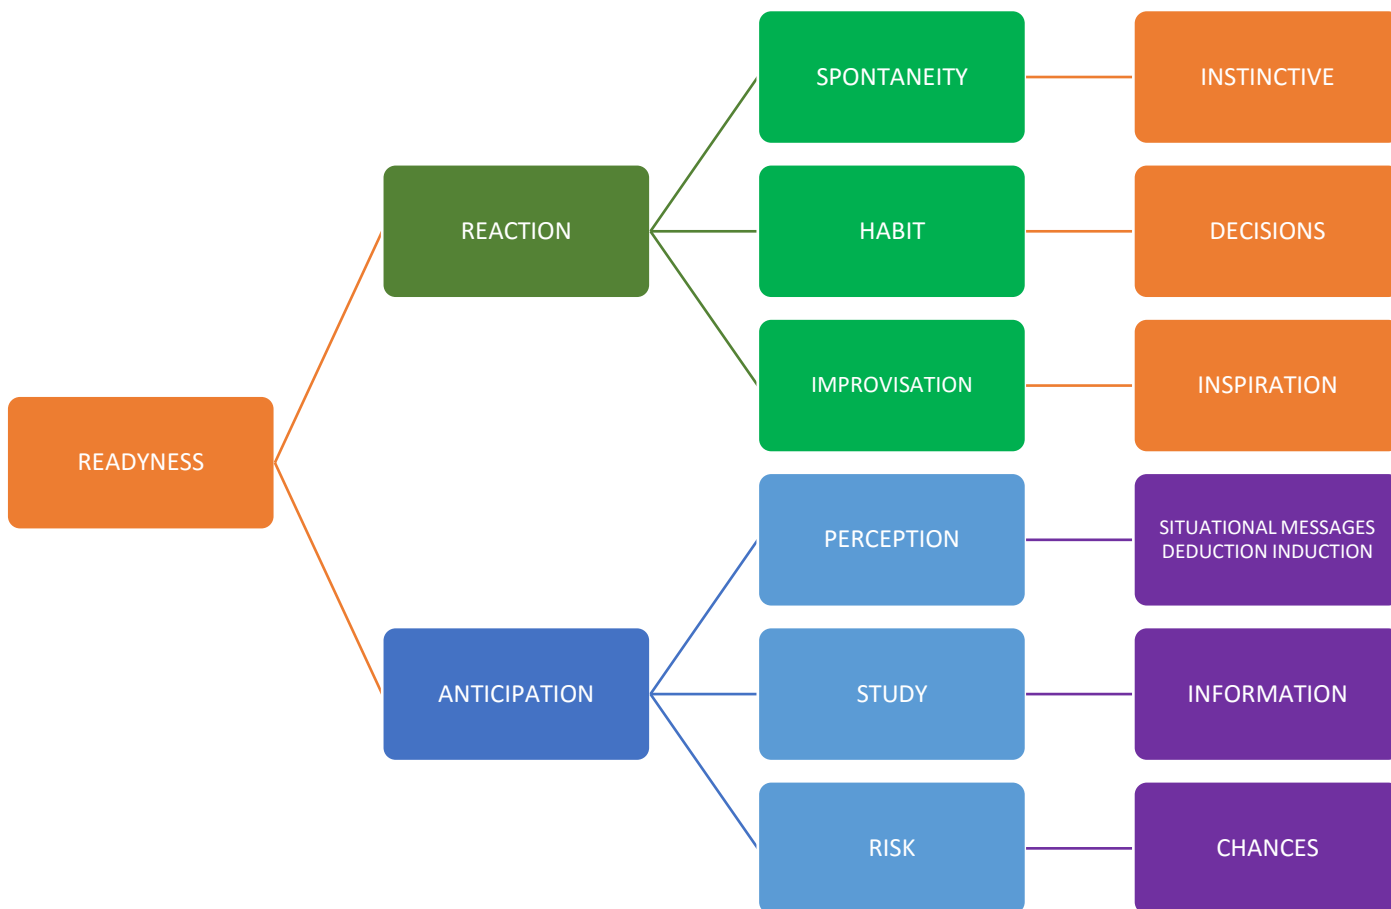 SPONTANEITY
INSTINCTIVE
REACTION
HABIT
DECISIONS
IMPROVISATION
INSPIRATION
READYNESS
PERCEPTION
SITUATIONAL MESSAGES
DEDUCTION INDUCTION
ANTICIPATION
STUDY
INFORMATION
RISK
CHANCES